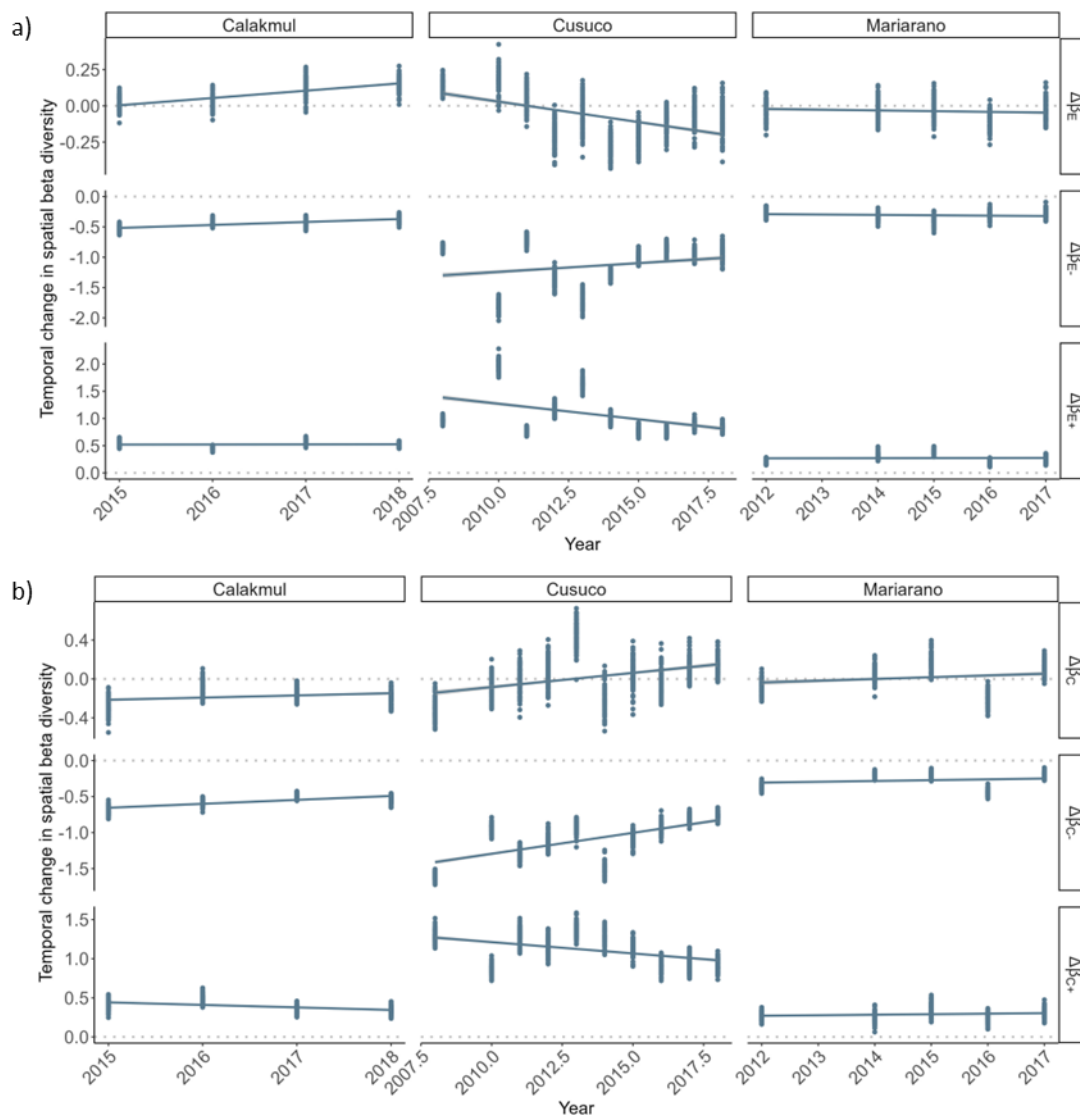 a)
Calakmul Cusuco Mariarano
Temporal change in spatial beta diversity
0.25
0.00
-0.25
ΔβE
0.0
-0.5
-1.0
-1.5
-2.0
ΔβE-
2.0
1.5
1.0
0.5
0.0
ΔβE+
2015 2016 2017 2018 2007.5 2010.0 2012.5 2015.0 2017.5 2012 2013 2014 2015 2016 2017
Year
b)
Calakmul Cusuco Mariarano
Temporal change in spatial beta diversity
0.4
0.0
-0.4
ΔβC
0.0
-0.5
-1.0
-1.5
ΔβC-
1.5
1.0
0.5
0.0
ΔβC+
2015 2016 2017 2018 2007.5 2010.0 2012.5 2015.0 2017.5 2012 2013 2014 2015 2016 2017
Year